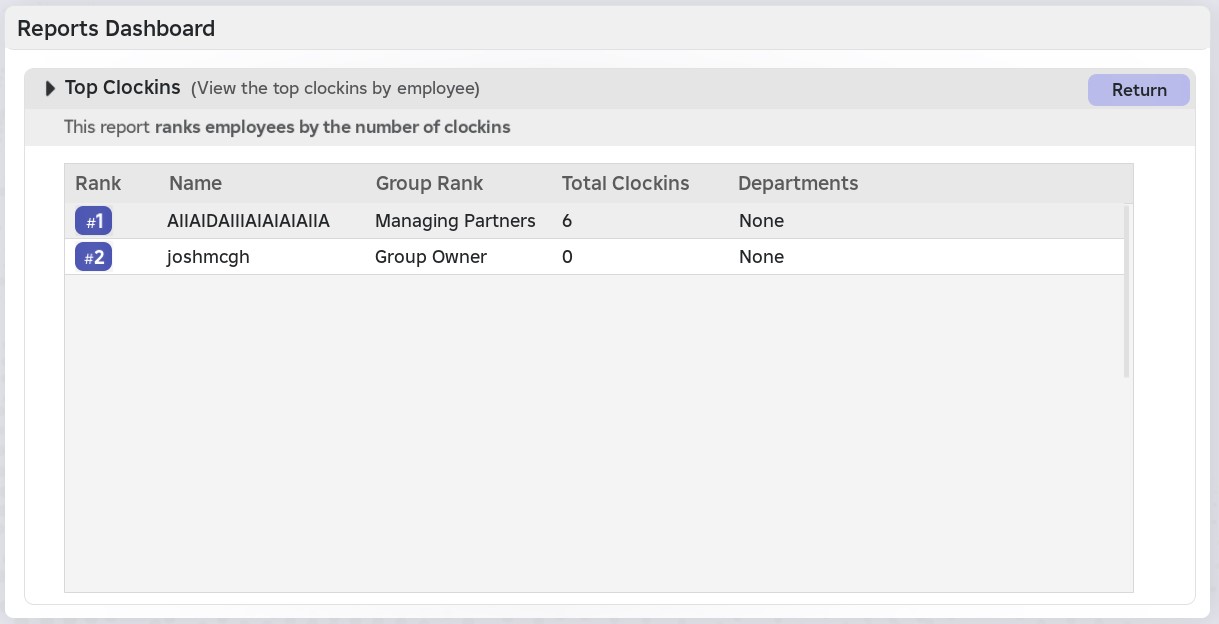 Reports Dashboard
Top Clockins (View the top clockins by employee)
Return
This report ranks employees by the number of clockins
Rank Name Group Rank Total Clockins Departments
#1 AIIAIDAIIIAIAIAIAIIA Managing Partners 6 None
#2 joshmcgh Group Owner 0 None